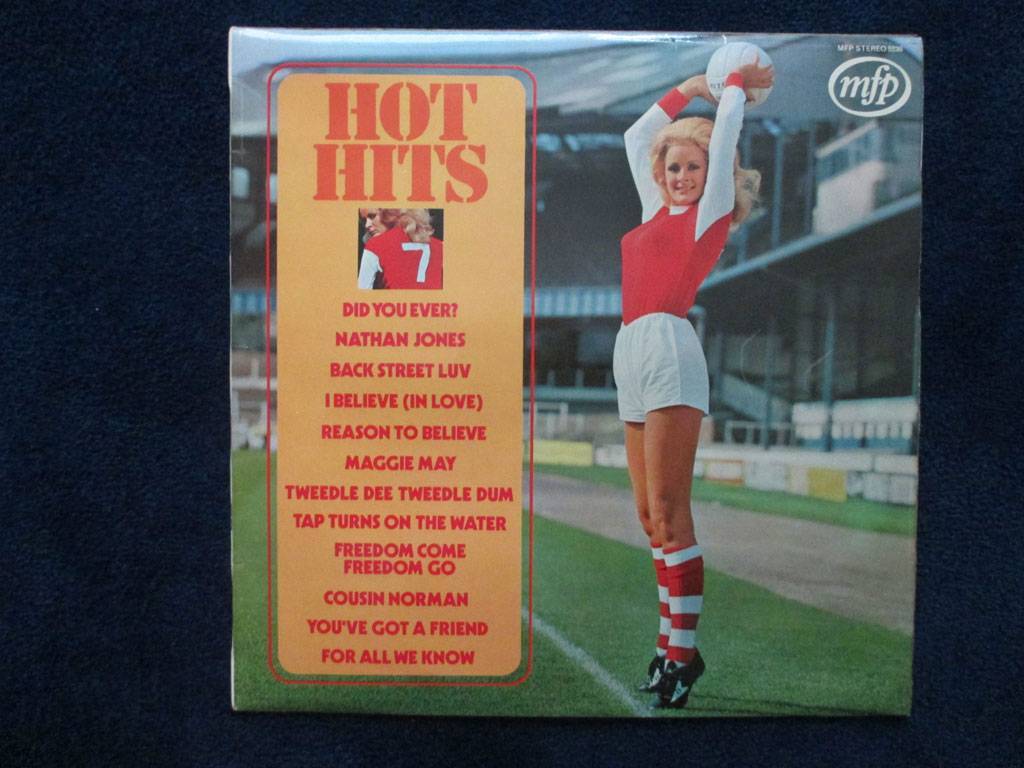 HOT
HITS
7
DID YOU EVER?
NATHAN JONES
BACK STREET LUV
I BELIEVE (IN LOVE)
REASON TO BELIEVE
MAGGIE MAY
TWEEDLE DEE TWEEDLE DUM
TAP TURNS ON THE WATER
FREEDOM COME
FREEDOM GO
COUSIN NORMAN
YOU'VE GOT A FRIEND
FOR ALL WE KNOW
MFP STEREO
mfp